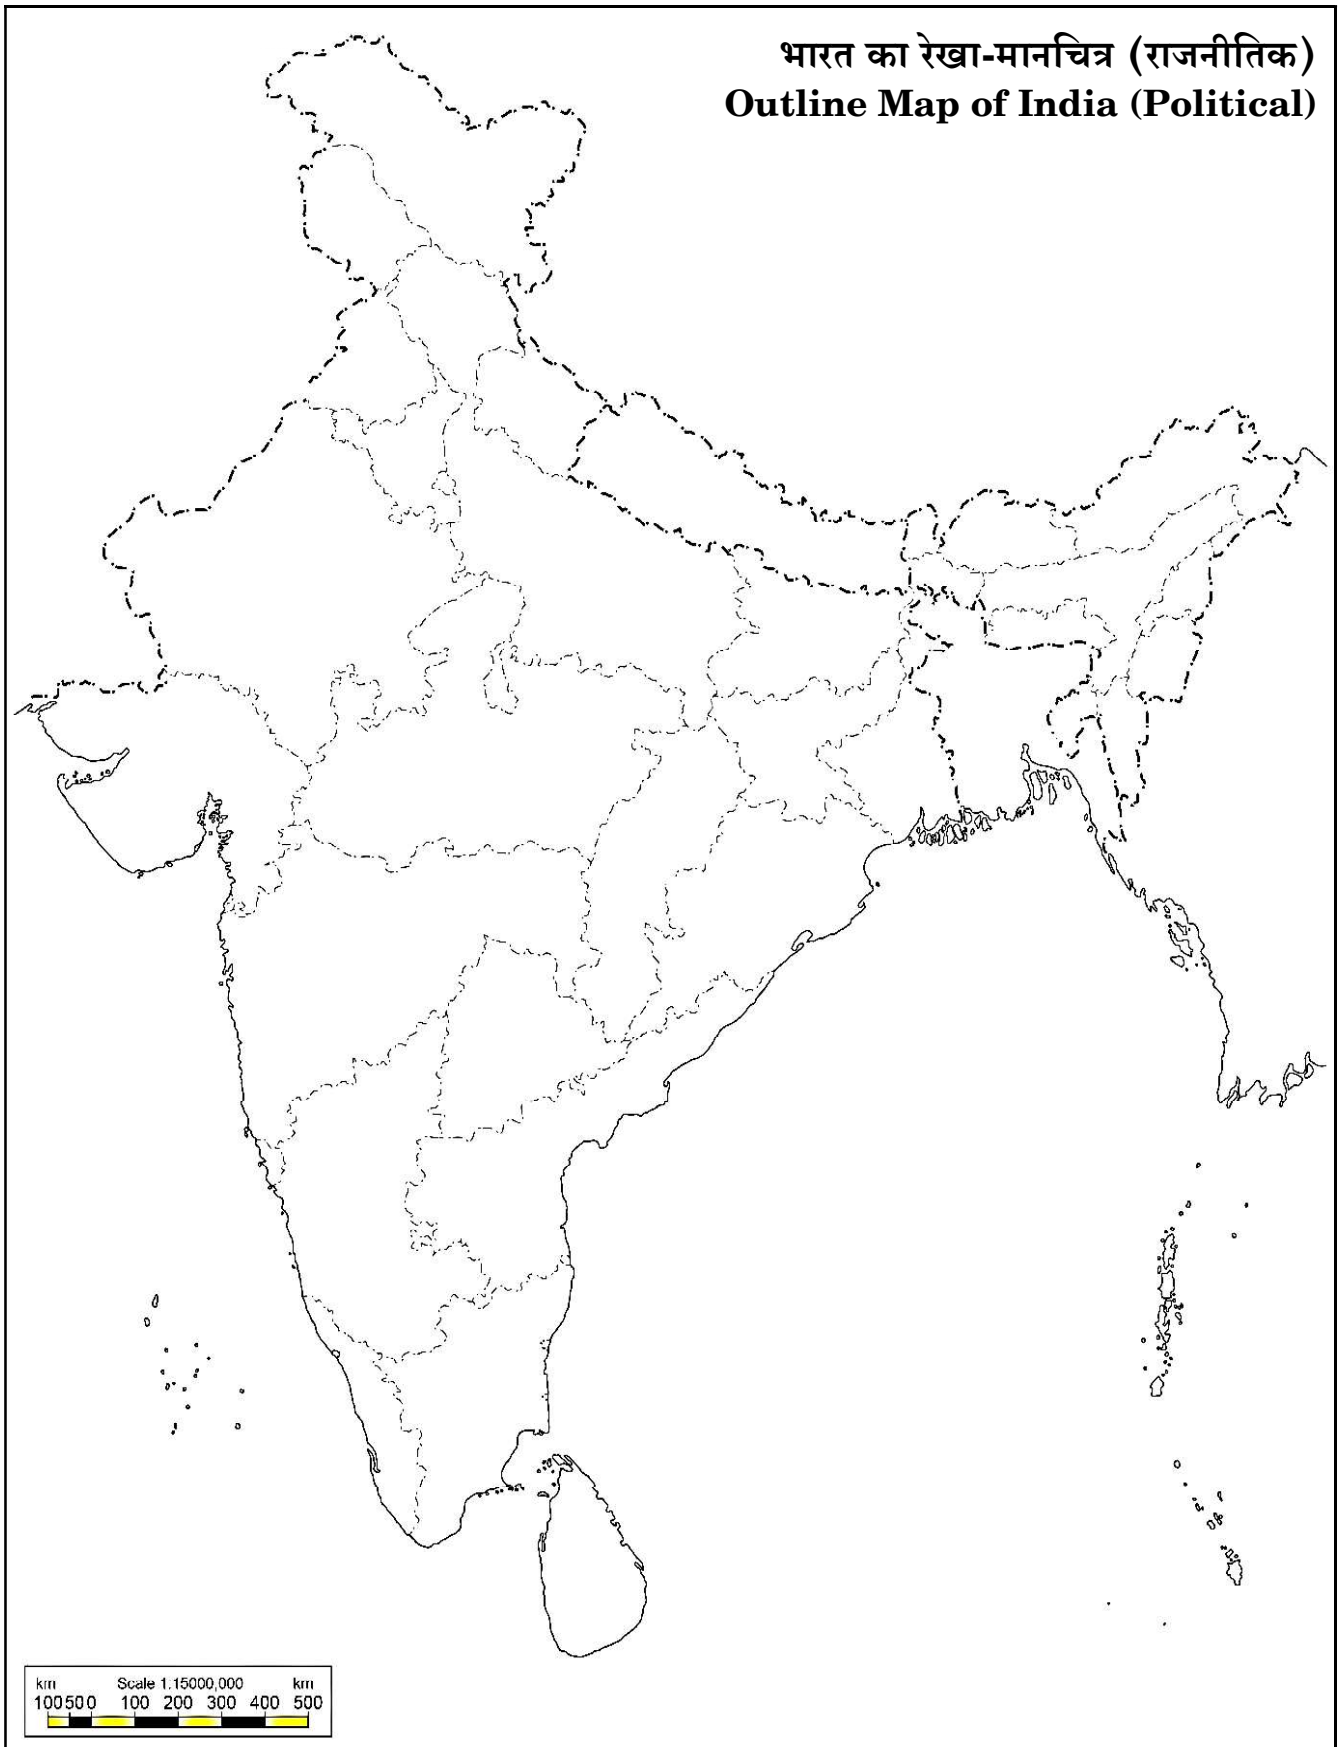 भारत का रेखा-मानचित्र (राजनीतिक)
Outline Map of India (Political)
km Scale 1:15000,000 km
100 50 0 100 200 300 400 500